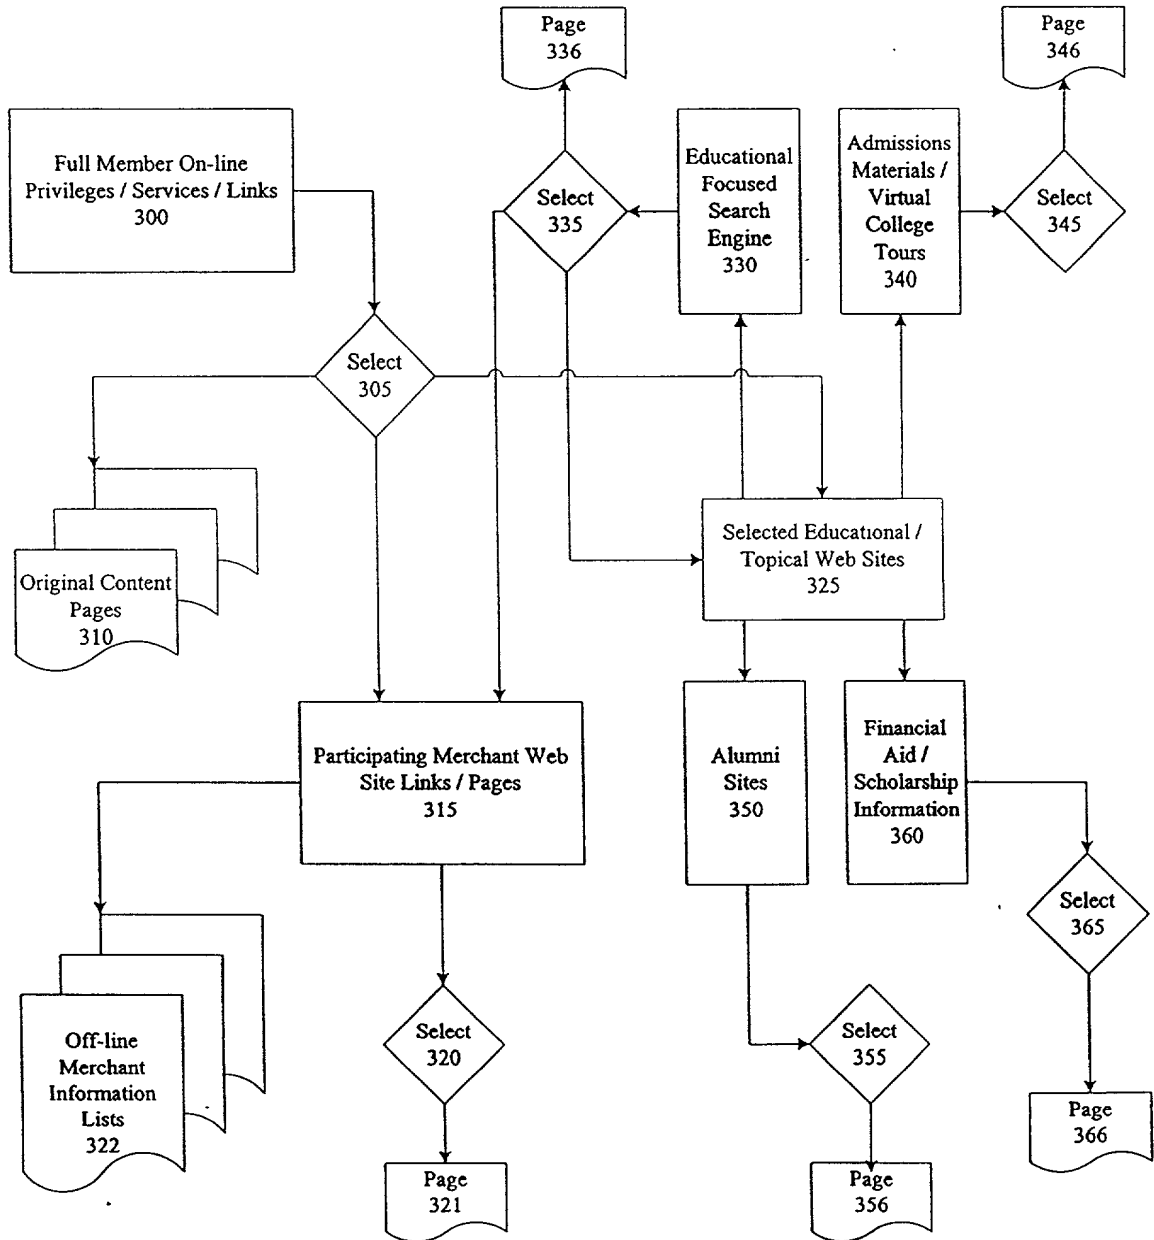 Page
336
Page
346
Full Member On-line
Privileges / Services / Links
300
Select
335
Educational
Focused
Search
Engine
330
Admissions
Materials /
Virtual
College
Tours
340
Select
345
Select
305
Original Content
Pages
310
Selected Educational /
Topical Web Sites
325
Participating Merchant Web
Site Links / Pages
315
Alumni
Sites
350
Financial
Aid /
Scholarship
Information
360
Select
365
Off-line
Merchant
Information
Lists
322
Select
320
Select
355
Page
366
Page
321
Page
356